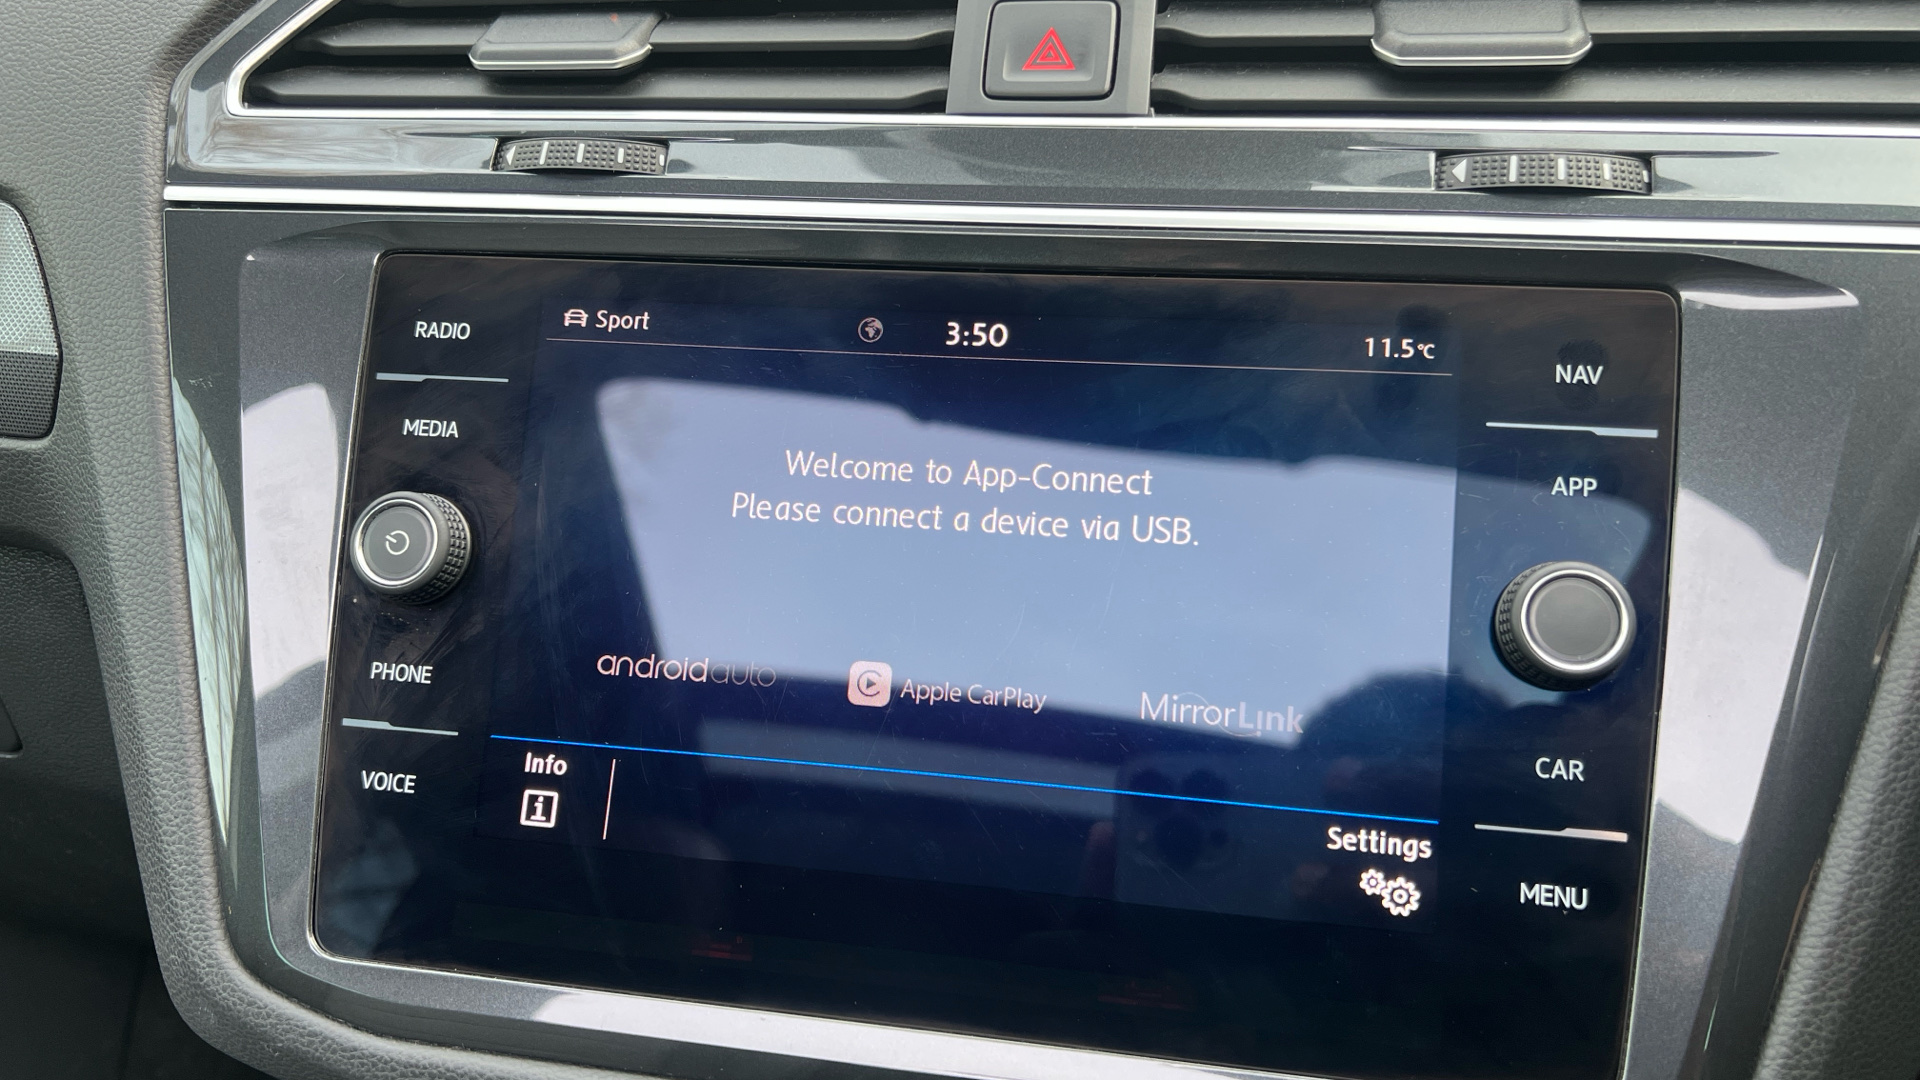 RADIO
MEDIA
PHONE
VOICE
Sport
3:50
11.5°C
Welcome to App-Connect
Please connect a device via USB.
androidauto
Apple CarPlay
MirrorLink
Info
i
Settings
NAV
APP
CAR
MENU